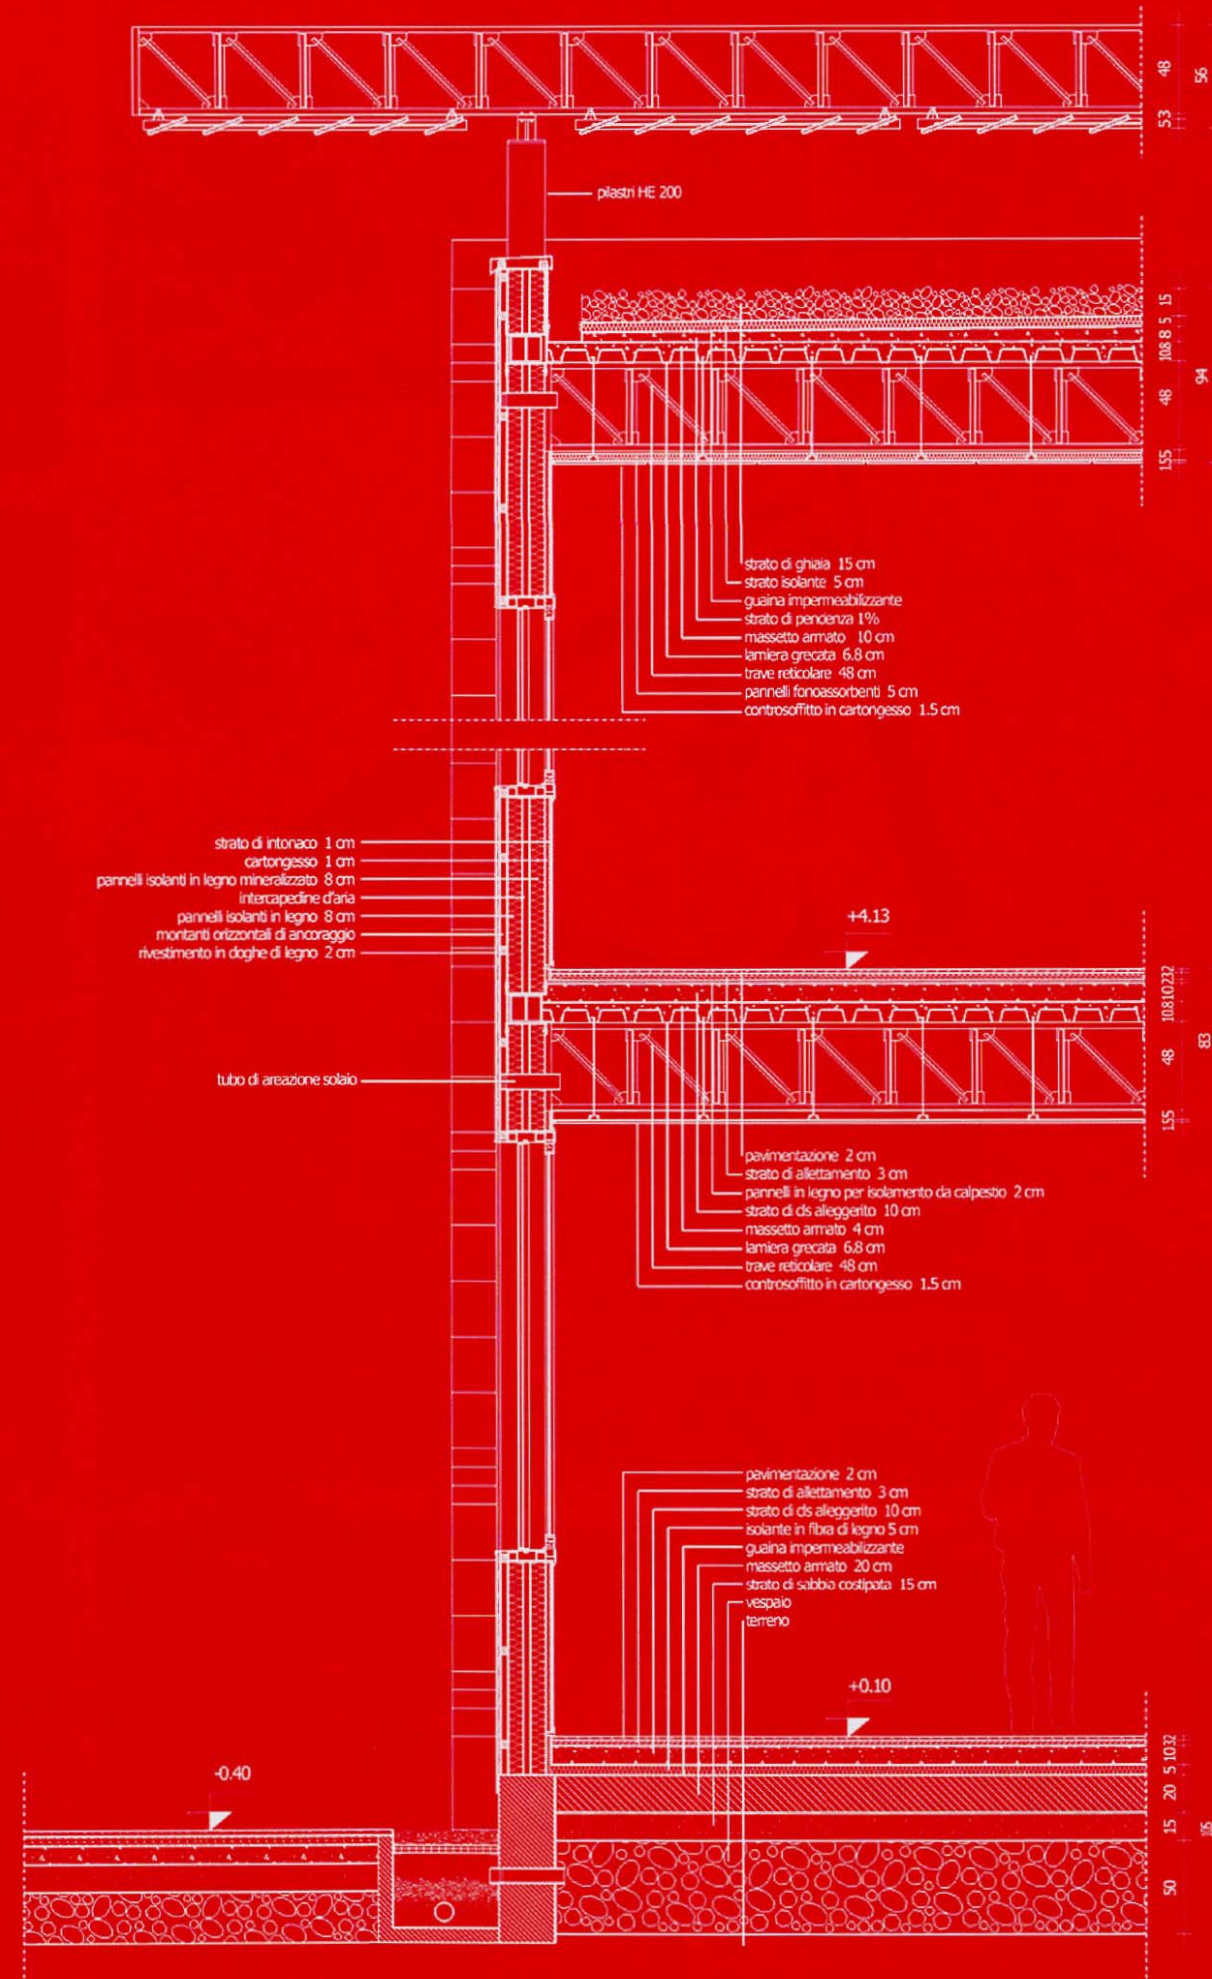 48
56
53
pilastri HE 200
15
5
8
10.8
48
94
1.55
strato di ghiaia 15 cm
strato isolante 5 cm
guaina impermeabilizzante
strato di pendenza 1%
massetto armato 10 cm
lamiera grecata 6.8 cm
trave reticolare 48 cm
pannelli fonoassorbenti 5 cm
controsoffitto in cartongesso 1.5 cm
strato di intonaco 1 cm
cartongesso 1 cm
pannelli isolanti in legno mineralizzato 8 cm
intercapedine d'aria
pannelli isolanti in legno 8 cm
montanti orizzontali di ancoraggio
rivestimento in doghe di legno 2 cm
+4.13
10.810232
48
83
1.55
tubo di areazione solaio
pavimentazione 2 cm
strato di allettamento 3 cm
pannelli in legno per isolamento da calpestio 2 cm
strato di cls alleggerito 10 cm
massetto armato 4 cm
lamiera grecata 6.8 cm
trave reticolare 48 cm
controsoffitto in cartongesso 1.5 cm
pavimentazione 2 cm
strato di allettamento 3 cm
strato di cls alleggerito 10 cm
isolante in fibra di legno 5 cm
guaina impermeabilizzante
massetto armato 20 cm
strato di sabbia costipata 15 cm
vespaio
terreno
+0.10
-0.40
5 1032
20
15
50